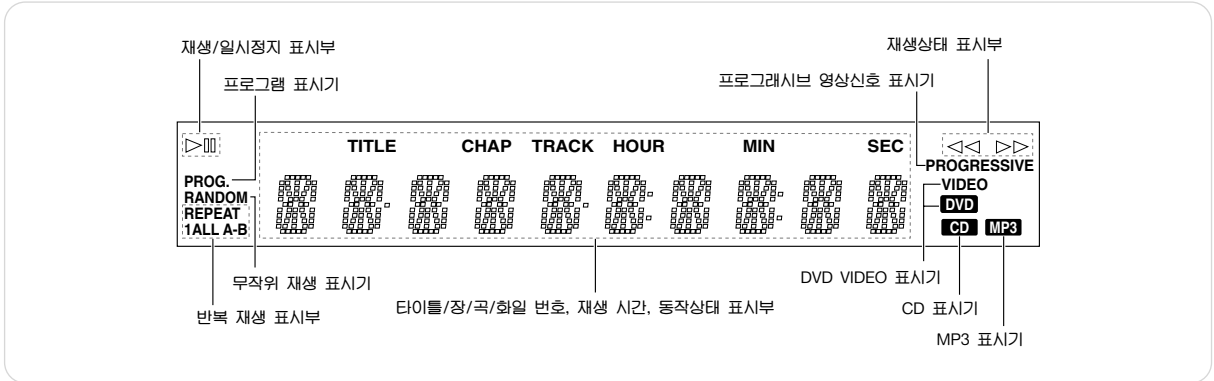 재생/일시정지 표시부
재생상태 표시부
프로그램 표시기
프로그래시브 영상신호 표시기
TITLE CHAP TRACK HOUR MIN SEC
PROGRESSIVE
PROG.
VIDEO
RANDOM
DVD
REPEAT
1ALL A-B
CD MP3
무작위 재생 표시기
DVD VIDEO 표시기
타이틀/장/곡/화일 번호, 재생 시간, 동작상태 표시부
반복 재생 표시부
CD 표시기
MP3 표시기